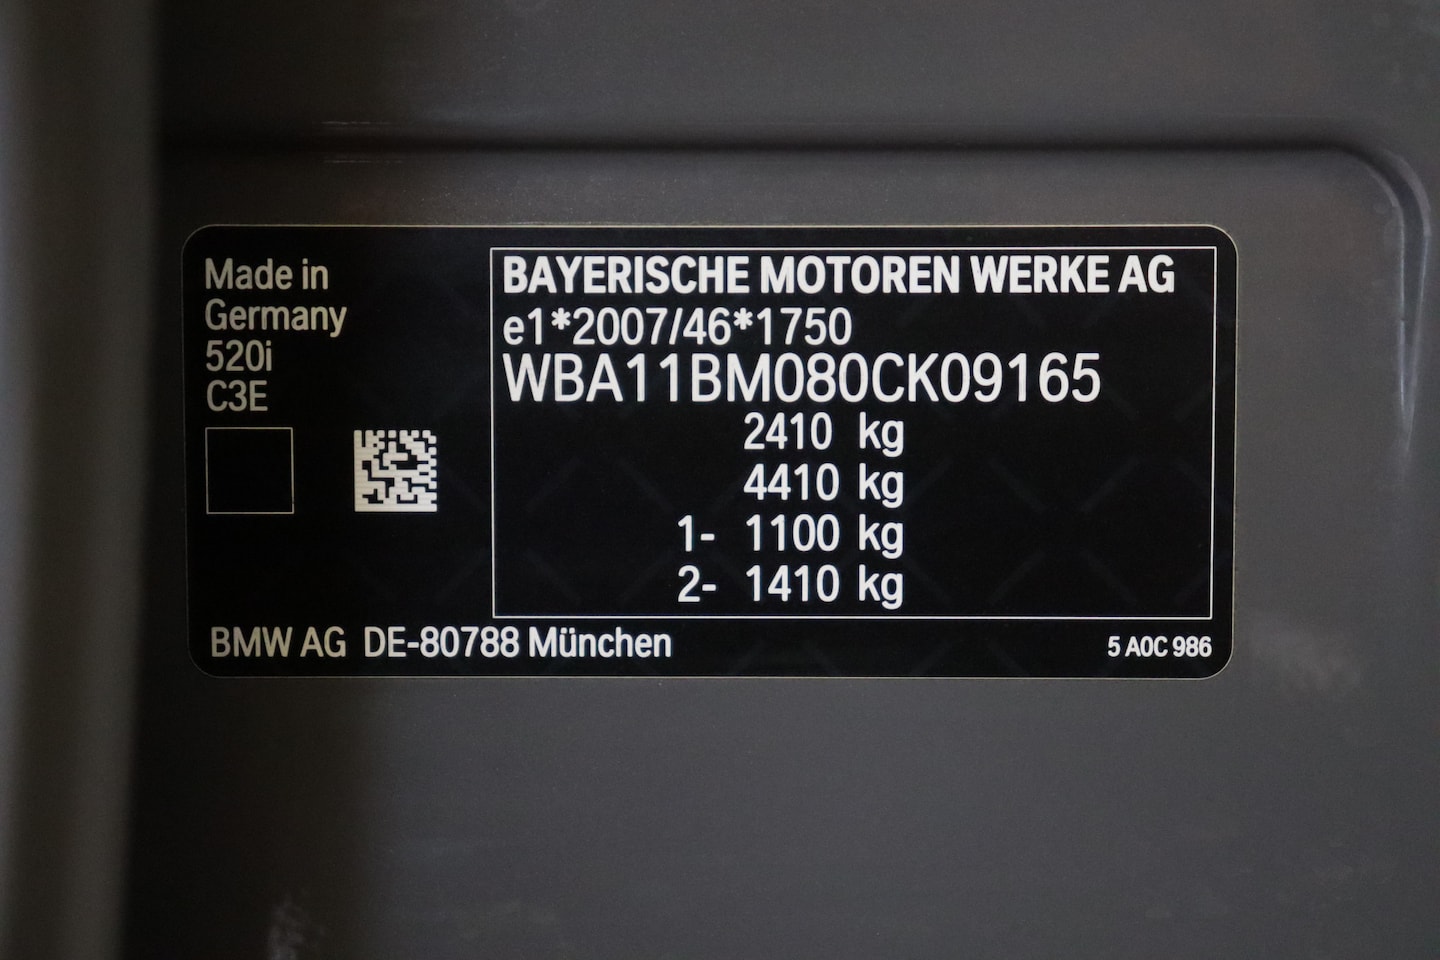 Made in
Germany
520i
C3E
BAYERISCHE MOTOREN WERKE AG
e1*2007/46*1750
WBA11BM080CK09165
2410 kg
4410 kg
1- 1100 kg
2- 1410 kg
BMW AG DE-80788 München
5 A0C 986